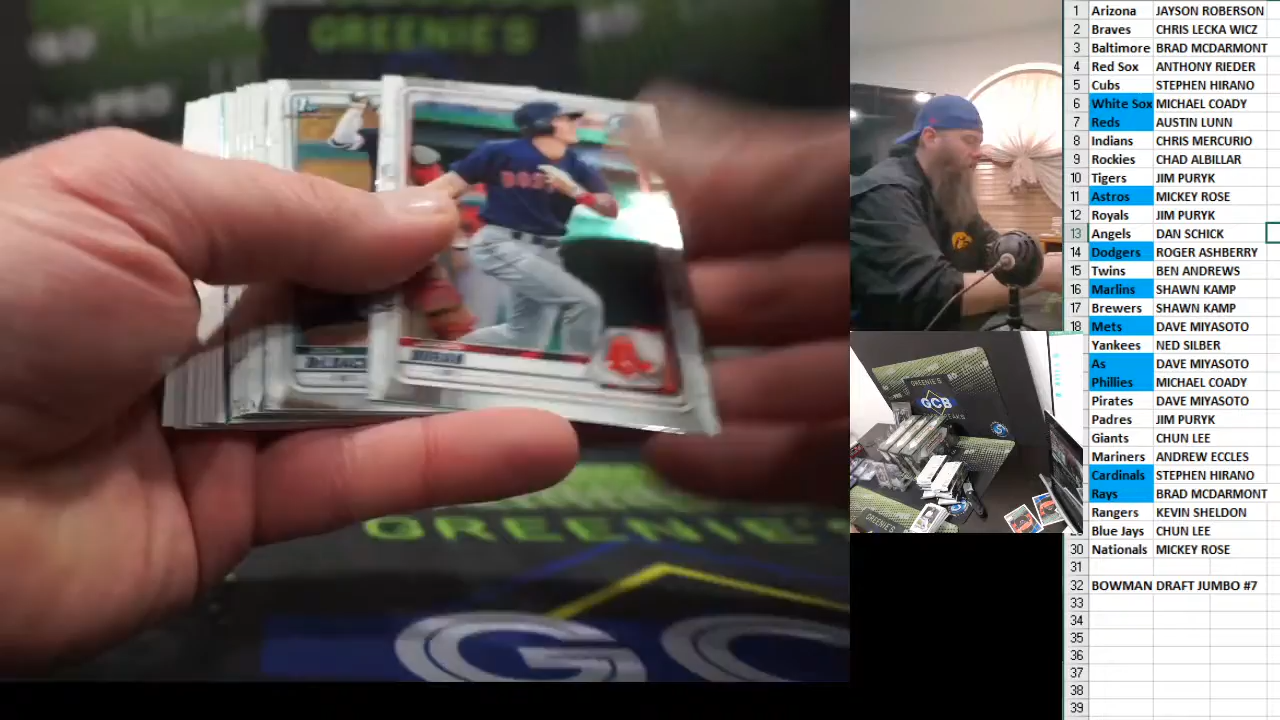 GREENIE'S
BOST
GREENIE'S
GC
GREENIE'S
GCB
1 Arizona JAYSON ROBERSON
2 Braves CHRIS LECKA WICZ
3 Baltimore BRAD MCDARMONT
4 Red Sox ANTHONY RIEDER
5 Cubs STEPHEN HIRANO
6 White Sox MICHAEL COADY
7 Reds AUSTIN LUNN
8 Indians CHRIS MERCURIO
9 Rockies CHAD ALBILLAR
10 Tigers JIM PURYK
11 Astros MICKEY ROSE
12 Royals JIM PURYK
13 Angels DAN SCHICK
14 Dodgers ROGER ASHBERRY
15 Twins BEN ANDREWS
16 Marlins SHAWN KAMP
17 Brewers SHAWN KAMP
18 Mets DAVE MIYASOTO
Yankees NED SILBER
As DAVE MIYASOTO
Phillies MICHAEL COADY
Pirates DAVE MIYASOTO
Padres JIM PURYK
Giants CHUN LEE
Mariners ANDREW ECCLES
Cardinals STEPHEN HIRANO
Rays BRAD MCDARMONT
Rangers KEVIN SHELDON
Blue Jays CHUN LEE
30 Nationals MICKEY ROSE
31
32 BOWMAN DRAFT JUMBO #7
33
34
35
36
37
38
39